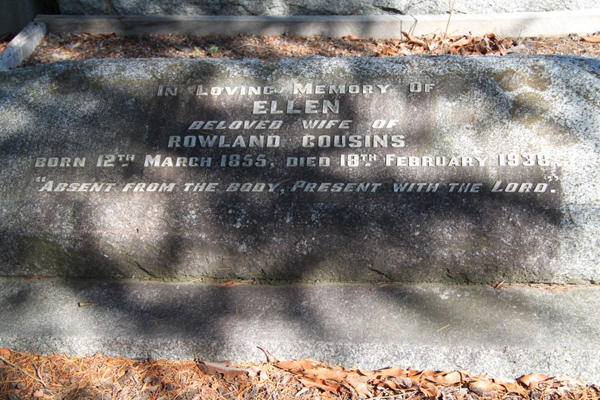 In Loving Memory Of
ELLEN
BELOVED WIFE OF
ROWLAND COUSINS
BORN 12TH MARCH 1855, DIED 18TH FEBRUARY 1938.
"ABSENT FROM THE BODY, PRESENT WITH THE LORD".